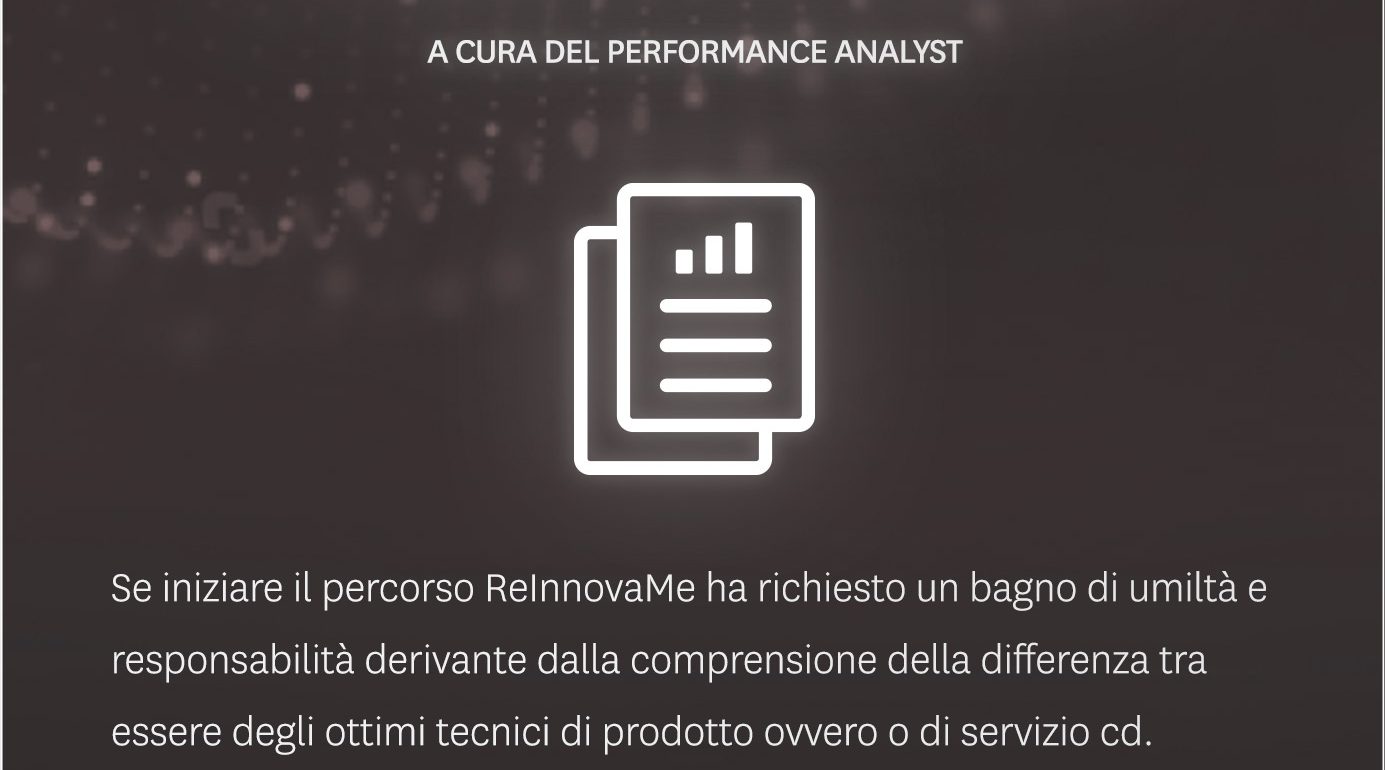 A CURA DEL PERFORMANCE ANALYST
Se iniziare il percorso ReInnovaMe ha richiesto un bagno di umiltà e
responsabilità derivante dalla comprensione della differenza tra
essere degli ottimi tecnici di prodotto ovvero o di servizio cd.